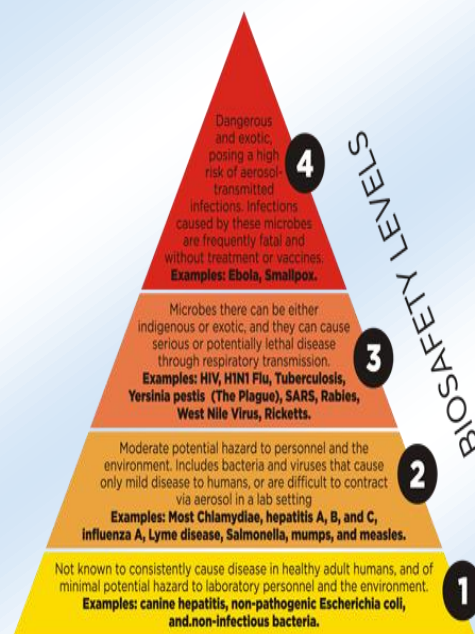 Dangerous
and exotic,
posing a high
risk of aerosol-
transmitted
infections. Infections
caused by these microbes
are frequently fatal and
without treatment or vaccines.
Examples: Ebola, Smallpox.
4
BIOSAFETY LEVELS
Microbes there can be either
indigenous or exotic, and they can cause
serious or potentially lethal disease
through respiratory transmission.
Examples: HIV, H1N1 Flu, Tuberculosis,
Yersinia pestis (The Plague), SARS, Rabies,
West Nile Virus, Ricketts.
3
Moderate potential hazard to personnel and the
environment. Includes bacteria and viruses that cause
only mild disease to humans, or are difficult to contract
via aerosol in a lab setting
Examples: Most Chlamydiae, hepatitis A, B, and C,
influenza A, Lyme disease, Salmonella, mumps, and measles.
2
Not known to consistently cause disease in healthy adult humans, and of
minimal potential hazard to laboratory personnel and the environment.
Examples: canine hepatitis, non-pathogenic Escherichia coli,
and.non-infectious bacteria.
1